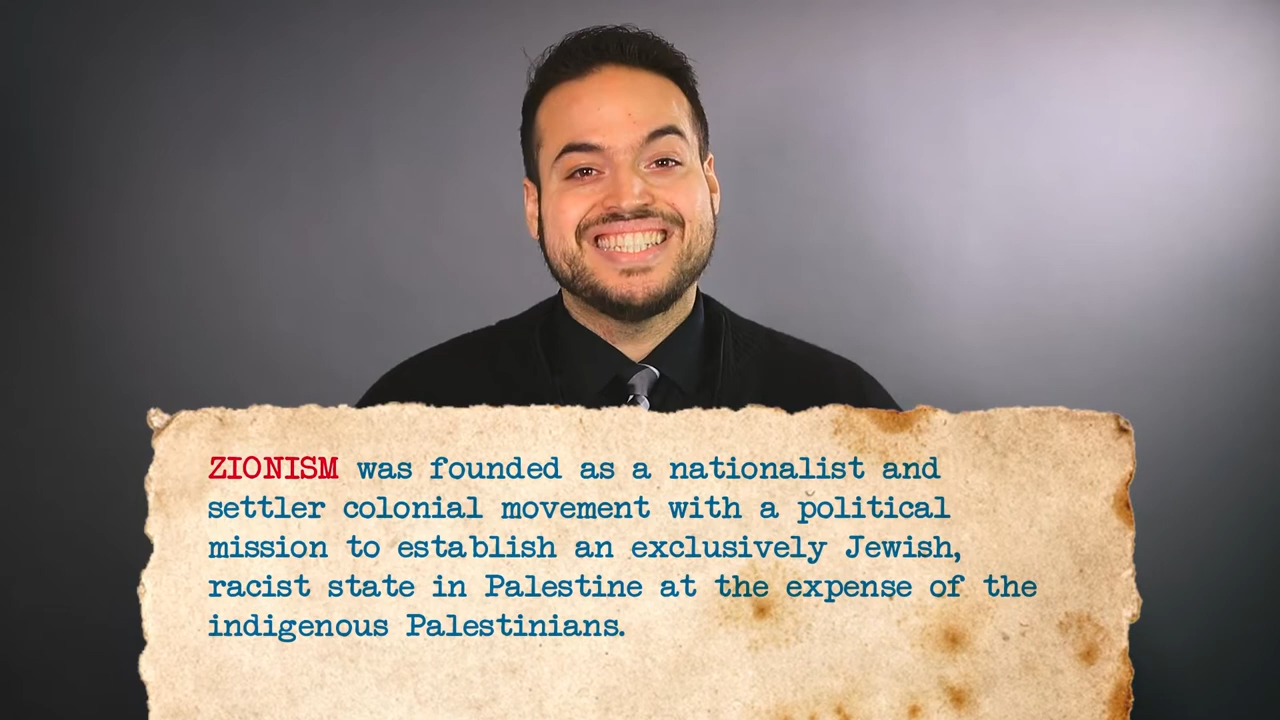 ZIONISM was founded as a nationalist and
settler colonial movement with a political
mission to establish an exclusively Jewish,
racist state in Palestine at the expense of the
indigenous Palestinians.